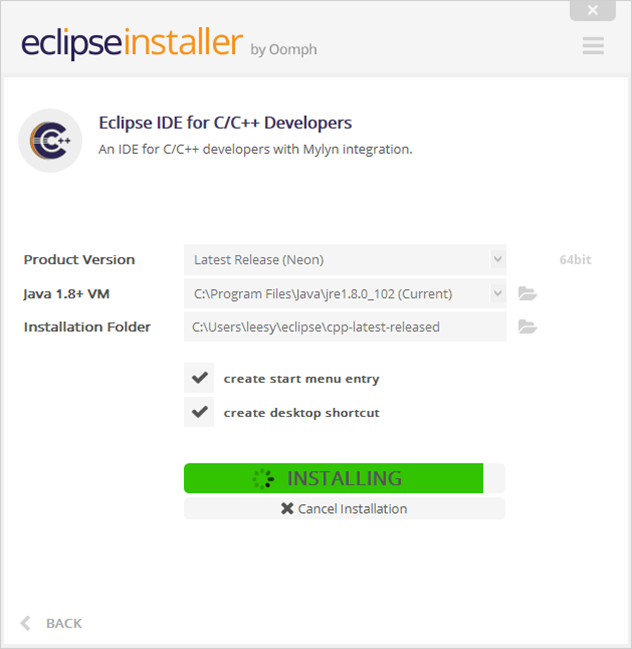 eclipseinstaller by Oomph
C++
Eclipse IDE for C/C++ Developers
An IDE for C/C++ developers with Mylyn integration.
Product Version Latest Release (Neon) 64bit
Java 1.8+ VM C:\Program Files\Java\jre1.8.0_102 (Current)
Installation Folder C:\Users\leesy\eclipse\cpp-latest-released
create start menu entry
create desktop shortcut
INSTALLING
Cancel Installation
BACK